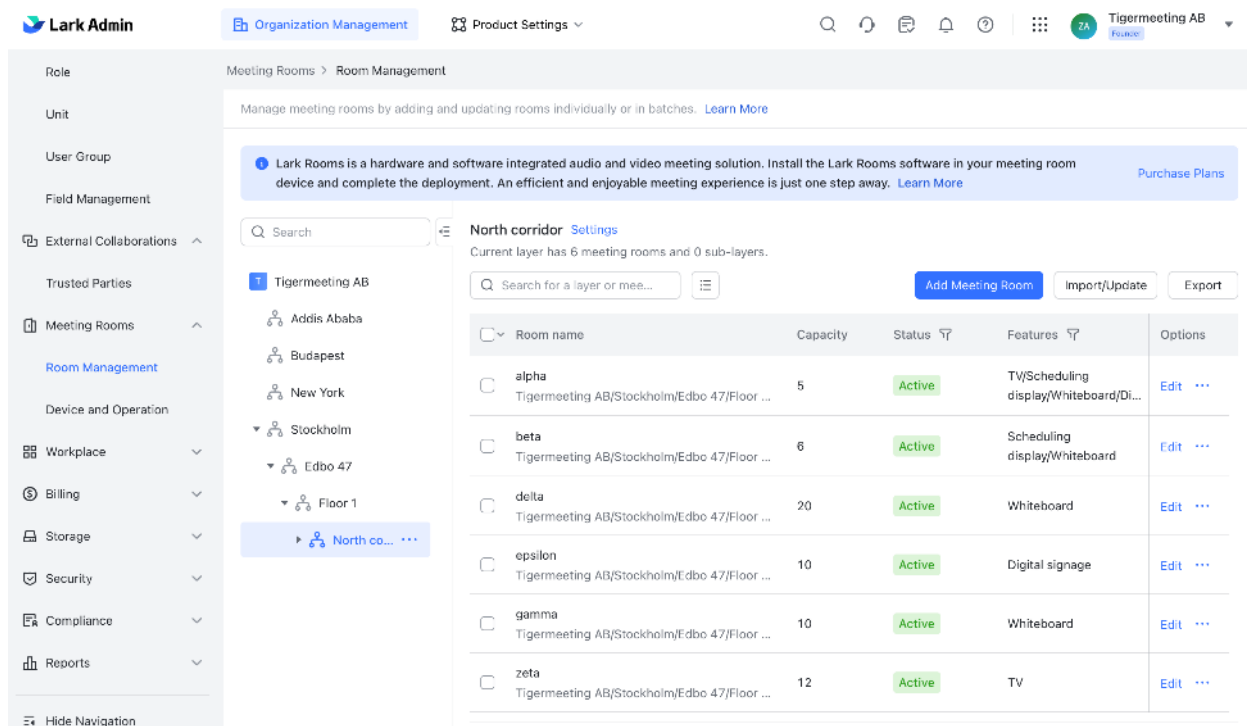 Lark Admin
Organization Management
Product Settings
ZA
Tigermeeting AB
Founder
Role
Unit
User Group
Field Management
External Collaborations
Trusted Parties
Meeting Rooms
Room Management
Device and Operation
Workplace
Billing
Storage
Security
Compliance
Reports
Hide Navigation
Meeting Rooms > Room Management
Manage meeting rooms by adding and updating rooms individually or in batches. Learn More
Lark Rooms is a hardware and software integrated audio and video meeting solution. Install the Lark Rooms software in your meeting room
device and complete the deployment. An efficient and enjoyable meeting experience is just one step away. Learn More
Purchase Plans
Search
T Tigermeeting AB
Addis Ababa
Budapest
New York
Stockholm
Edbo 47
Floor 1
North co... ···
North corridor Settings
Current layer has 6 meeting rooms and 0 sub-layers.
Search for a layer or mee...
Add Meeting Room
Import/Update
Export
Room name Capacity Status Features Options
alpha
Tigermeeting AB/Stockholm/Edbo 47/Floor ...
5
Active
TV/Scheduling
display/Whiteboard/Di...
Edit ···
beta
Tigermeeting AB/Stockholm/Edbo 47/Floor ...
6
Active
Scheduling
display/Whiteboard
Edit ···
delta
Tigermeeting AB/Stockholm/Edbo 47/Floor ...
20
Active
Whiteboard
Edit ···
epsilon
Tigermeeting AB/Stockholm/Edbo 47/Floor ...
10
Active
Digital signage
Edit ···
gamma
Tigermeeting AB/Stockholm/Edbo 47/Floor ...
10
Active
Whiteboard
Edit ···
zeta
Tigermeeting AB/Stockholm/Edbo 47/Floor ...
12
Active
TV
Edit ···